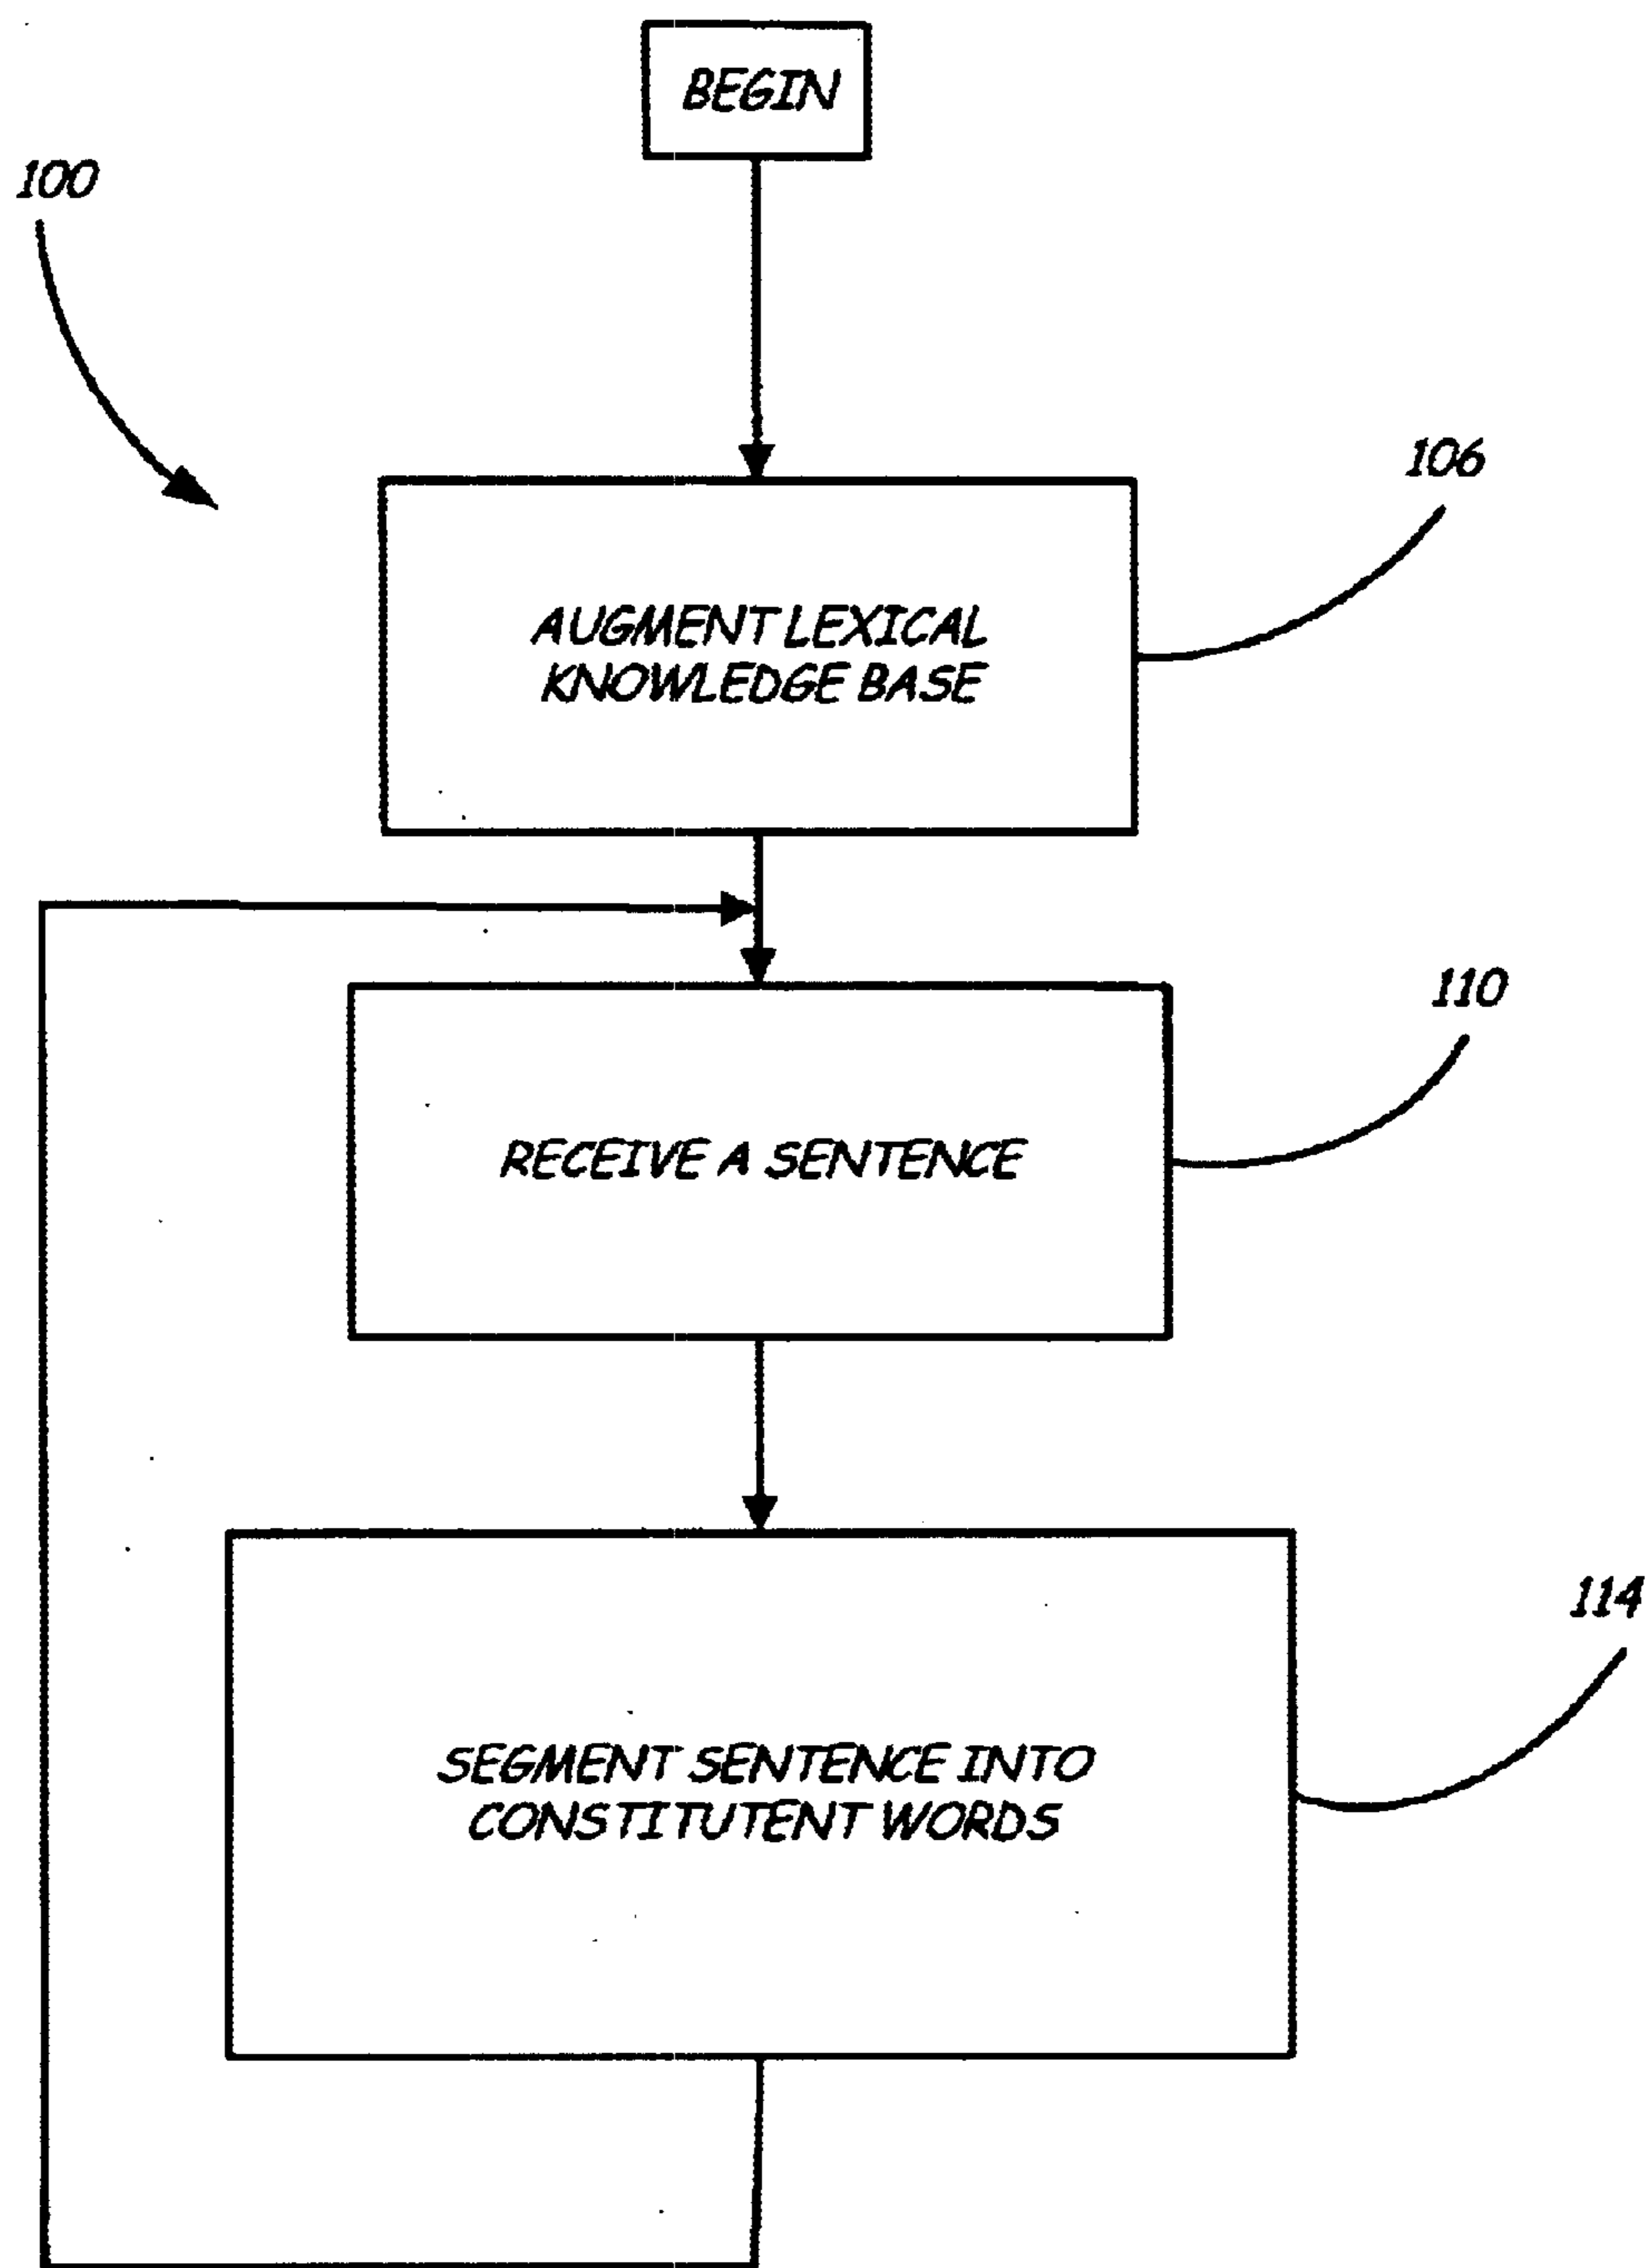 BEGIN
100
106
AUGMENT LEXICAL
KNOWLEDGE BASE
110
RECEIVE A SENTENCE
114
SEGMENT SENTENCE INTO
CONSTITUTENT WORDS